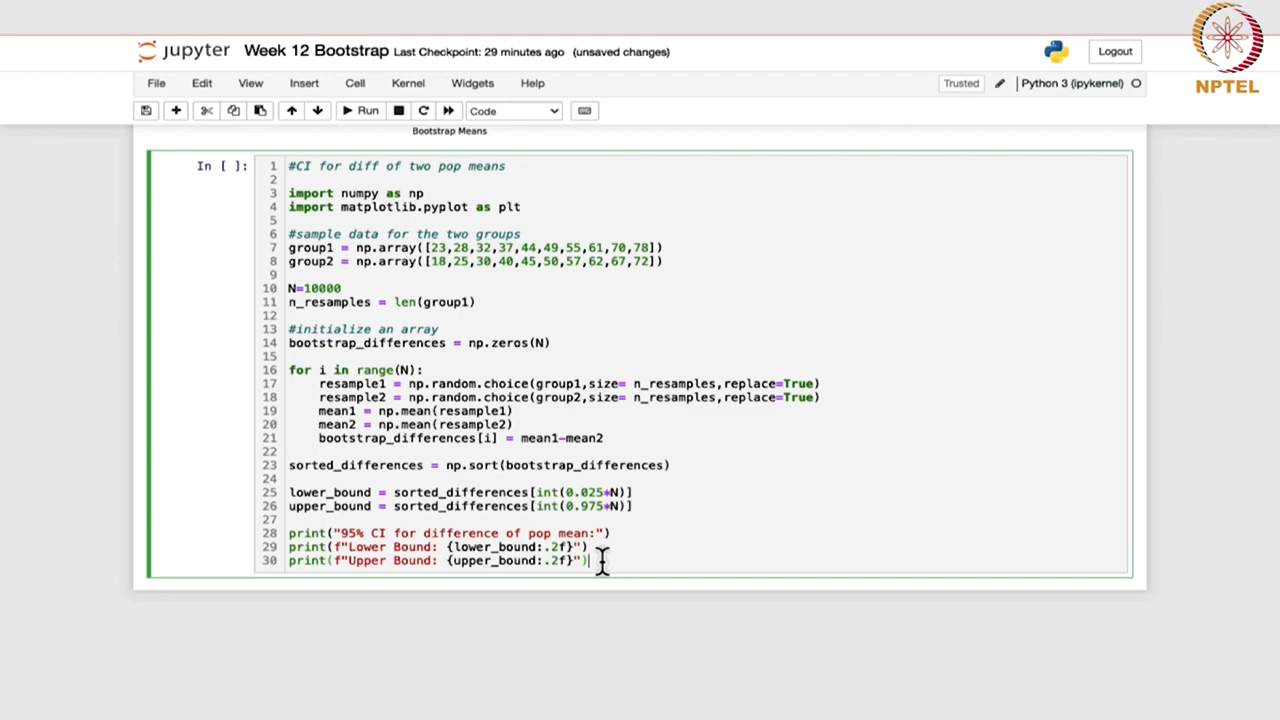 NPTEL
jupyter Week 12 Bootstrap Last Checkpoint: 29 minutes ago (unsaved changes)
Logout
File Edit View Insert Cell Kernel Widgets Help
Trusted Python 3 (ipykernel)
Run Code
Bootstrap Means
In [ ]:
1 #CI for diff of two pop means
2
3 import numpy as np
4 import matplotlib.pyplot as plt
5
6 #sample data for the two groups
7 group1 = np.array([23,28,32,37,44,49,55,61,70,78])
8 group2 = np.array([18,25,30,40,45,50,57,62,67,72])
9
10 N=10000
11 n_resamples = len(group1)
12
13 #initialize an array
14 bootstrap_differences = np.zeros(N)
15
16 for i in range(N):
17 resample1 = np.random.choice(group1,size= n_resamples,replace=True)
18 resample2 = np.random.choice(group2,size= n_resamples,replace=True)
19 mean1 = np.mean(resample1)
20 mean2 = np.mean(resample2)
21 bootstrap_differences[i] = mean1-mean2
22
23 sorted_differences = np.sort(bootstrap_differences)
24
25 lower_bound = sorted_differences[int(0.025*N)]
26 upper_bound = sorted_differences[int(0.975*N)]
27
28 print("95% CI for difference of pop mean:")
29 print(f"Lower Bound: {lower_bound:.2f}")
30 print(f"Upper Bound: {upper_bound:.2f}")